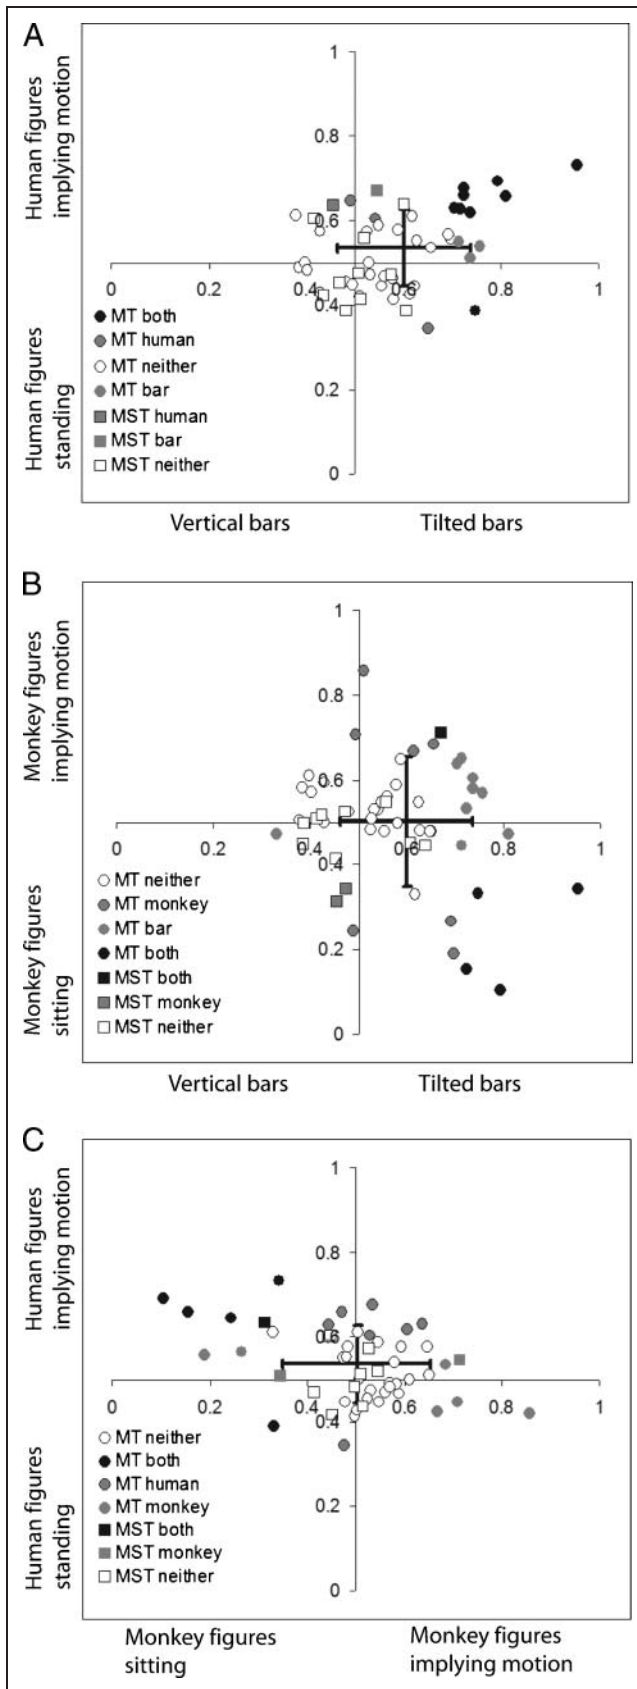 A
Human figures
implying motion
Human figures
standing
1
0.8
0.6
0 0.2 0.4 0.6 0.8 1
0.4
0.2
0
MT both
MT human
MT neither
MT bar
MST human
MST bar
MST neither
Vertical bars Tilted bars
B
Monkey figures
implying motion
Monkey figures
sitting
1
0.8
0.6
0 0.2 0.4 0.6 0.8 1
0.4
0.2
0
MT neither
MT monkey
MT bar
MT both
MST both
MST monkey
MST neither
Vertical bars Tilted bars
C
Human figures
implying motion
Human figures
standing
1
0.8
0.6
0 0.2 0.4 0.6 0.8 1
0.4
0.2
0
MT neither
MT both
MT human
MT monkey
MST both
MST monkey
MST neither
Monkey figures Monkey figures
sitting implying motion